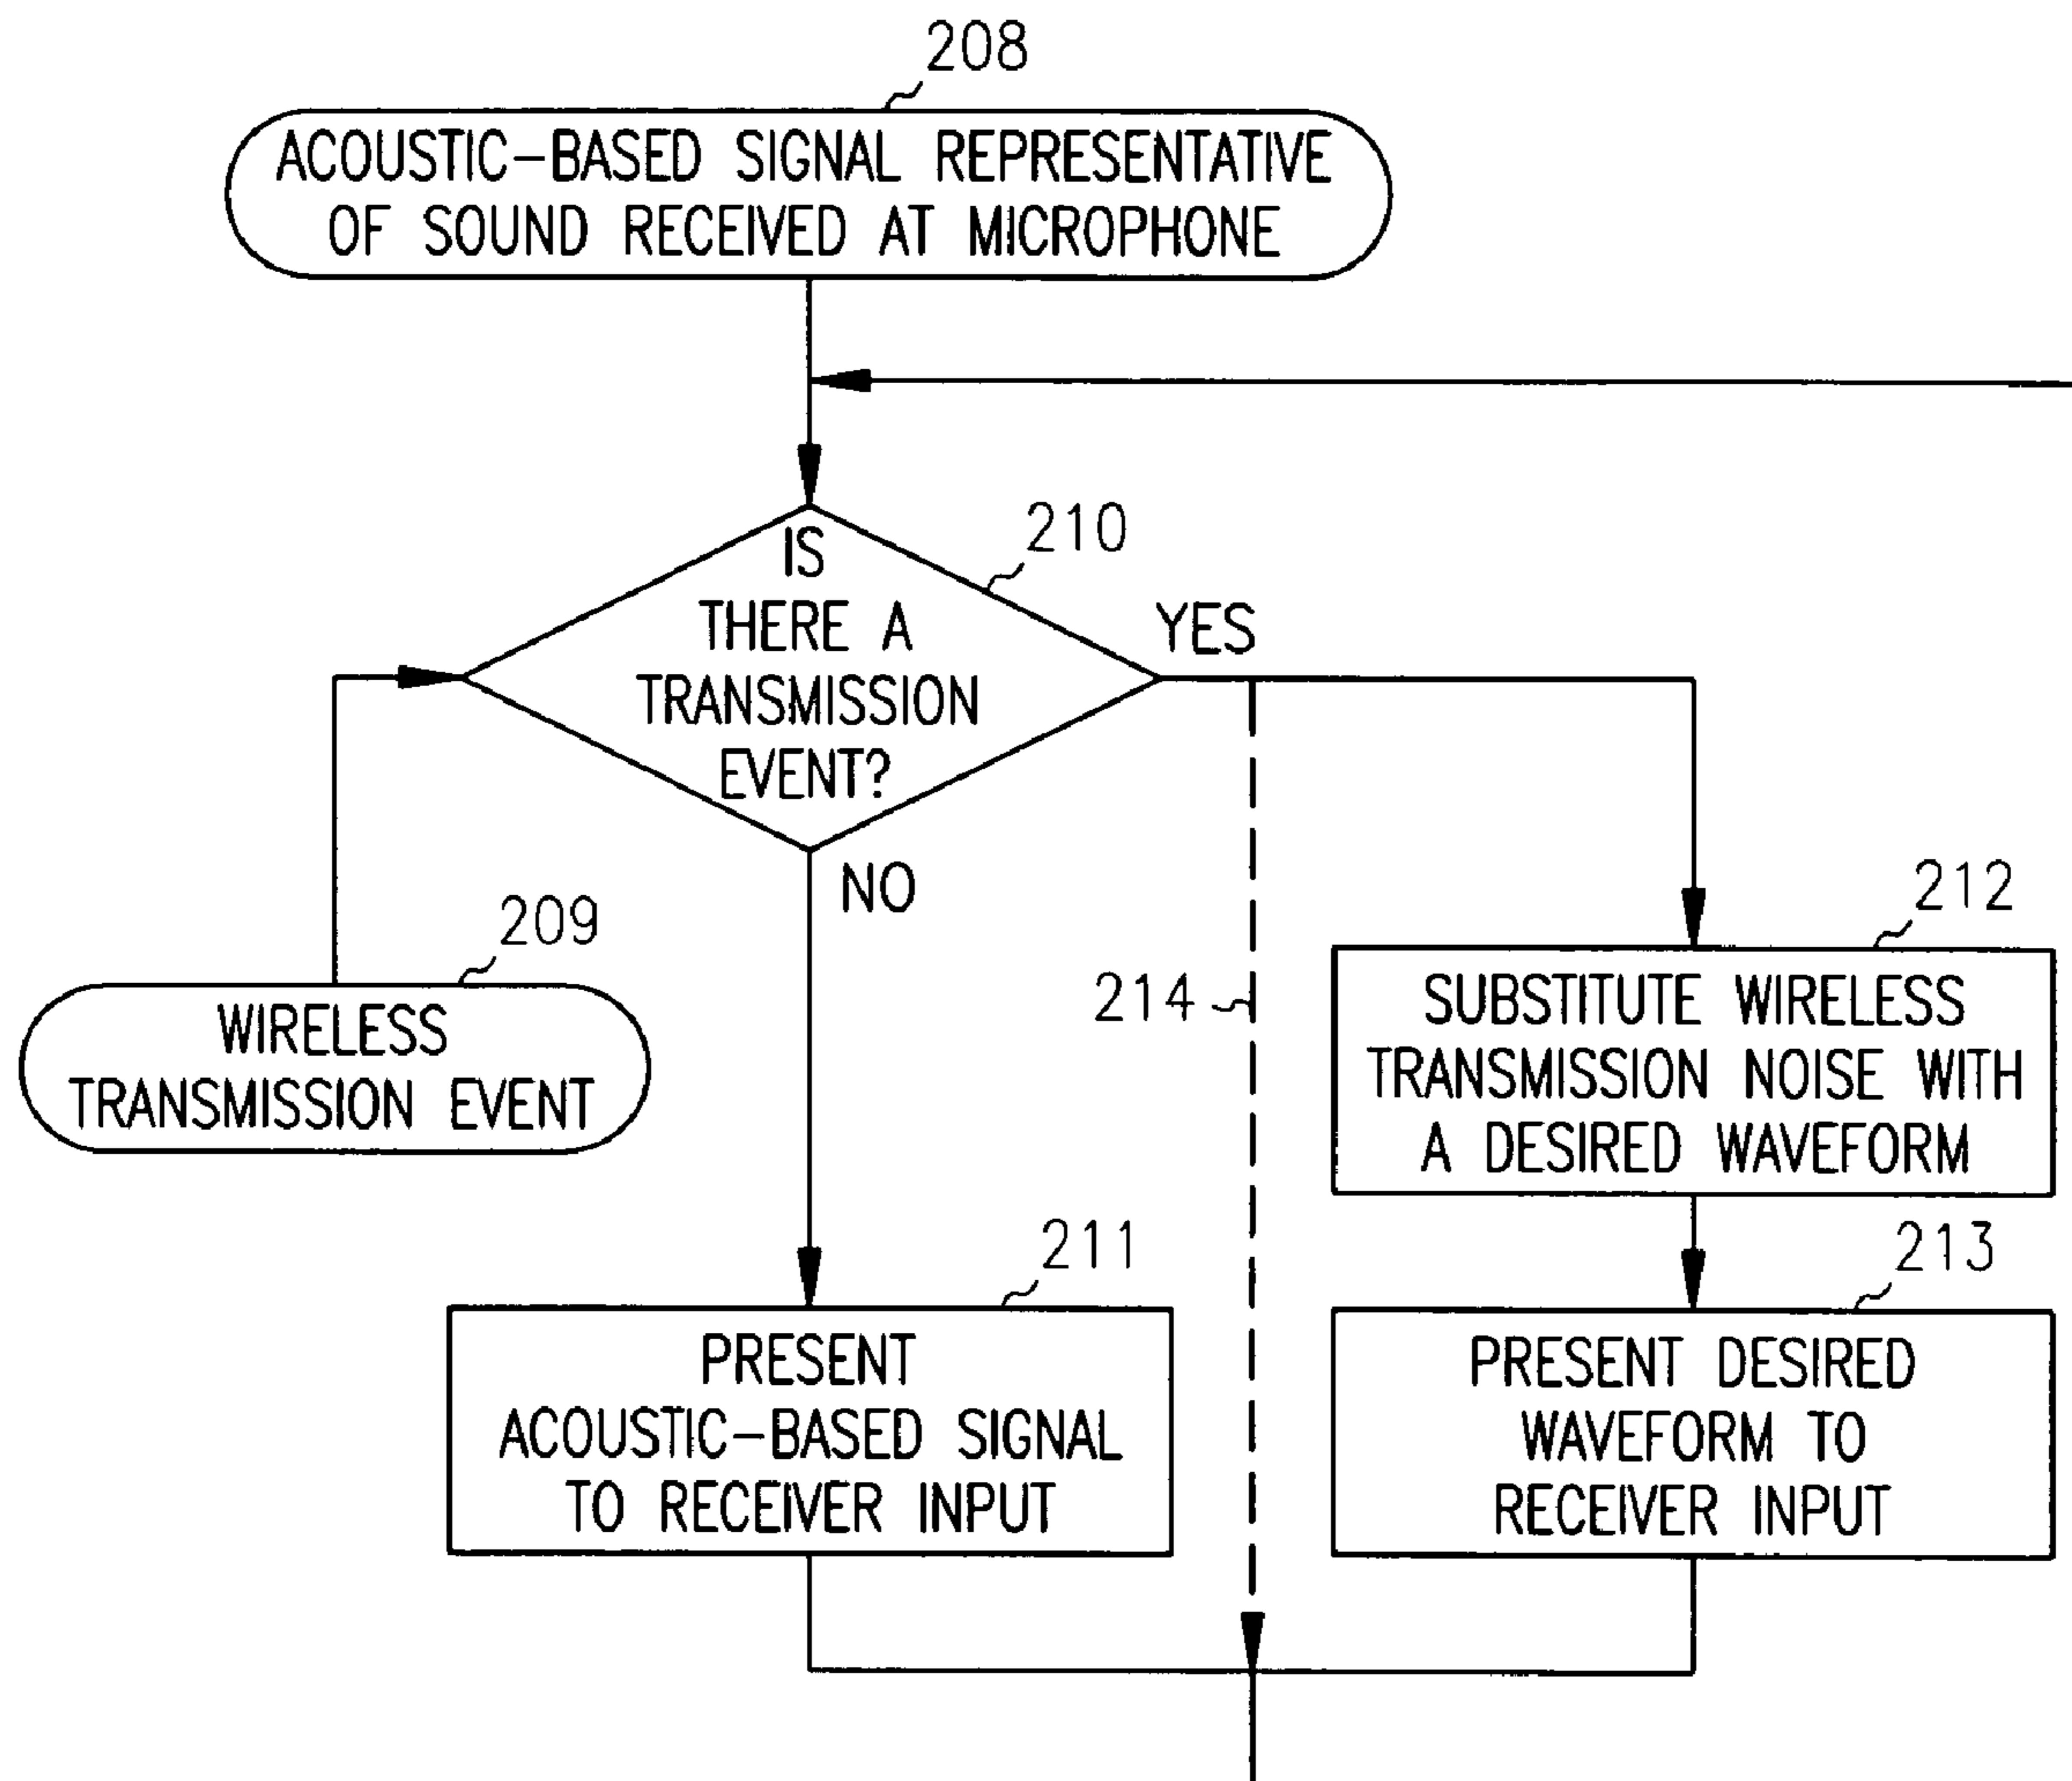 208
ACOUSTIC-BASED SIGNAL REPRESENTATIVE
OF SOUND RECEIVED AT MICROPHONE
210
IS
THERE A
TRANSMISSION
EVENT?
YES
NO
209
WIRELESS
TRANSMISSION EVENT
214
212
SUBSTITUTE WIRELESS
TRANSMISSION NOISE WITH
A DESIRED WAVEFORM
211
PRESENT
ACOUSTIC-BASED SIGNAL
TO RECEIVER INPUT
213
PRESENT DESIRED
WAVEFORM TO
RECEIVER INPUT